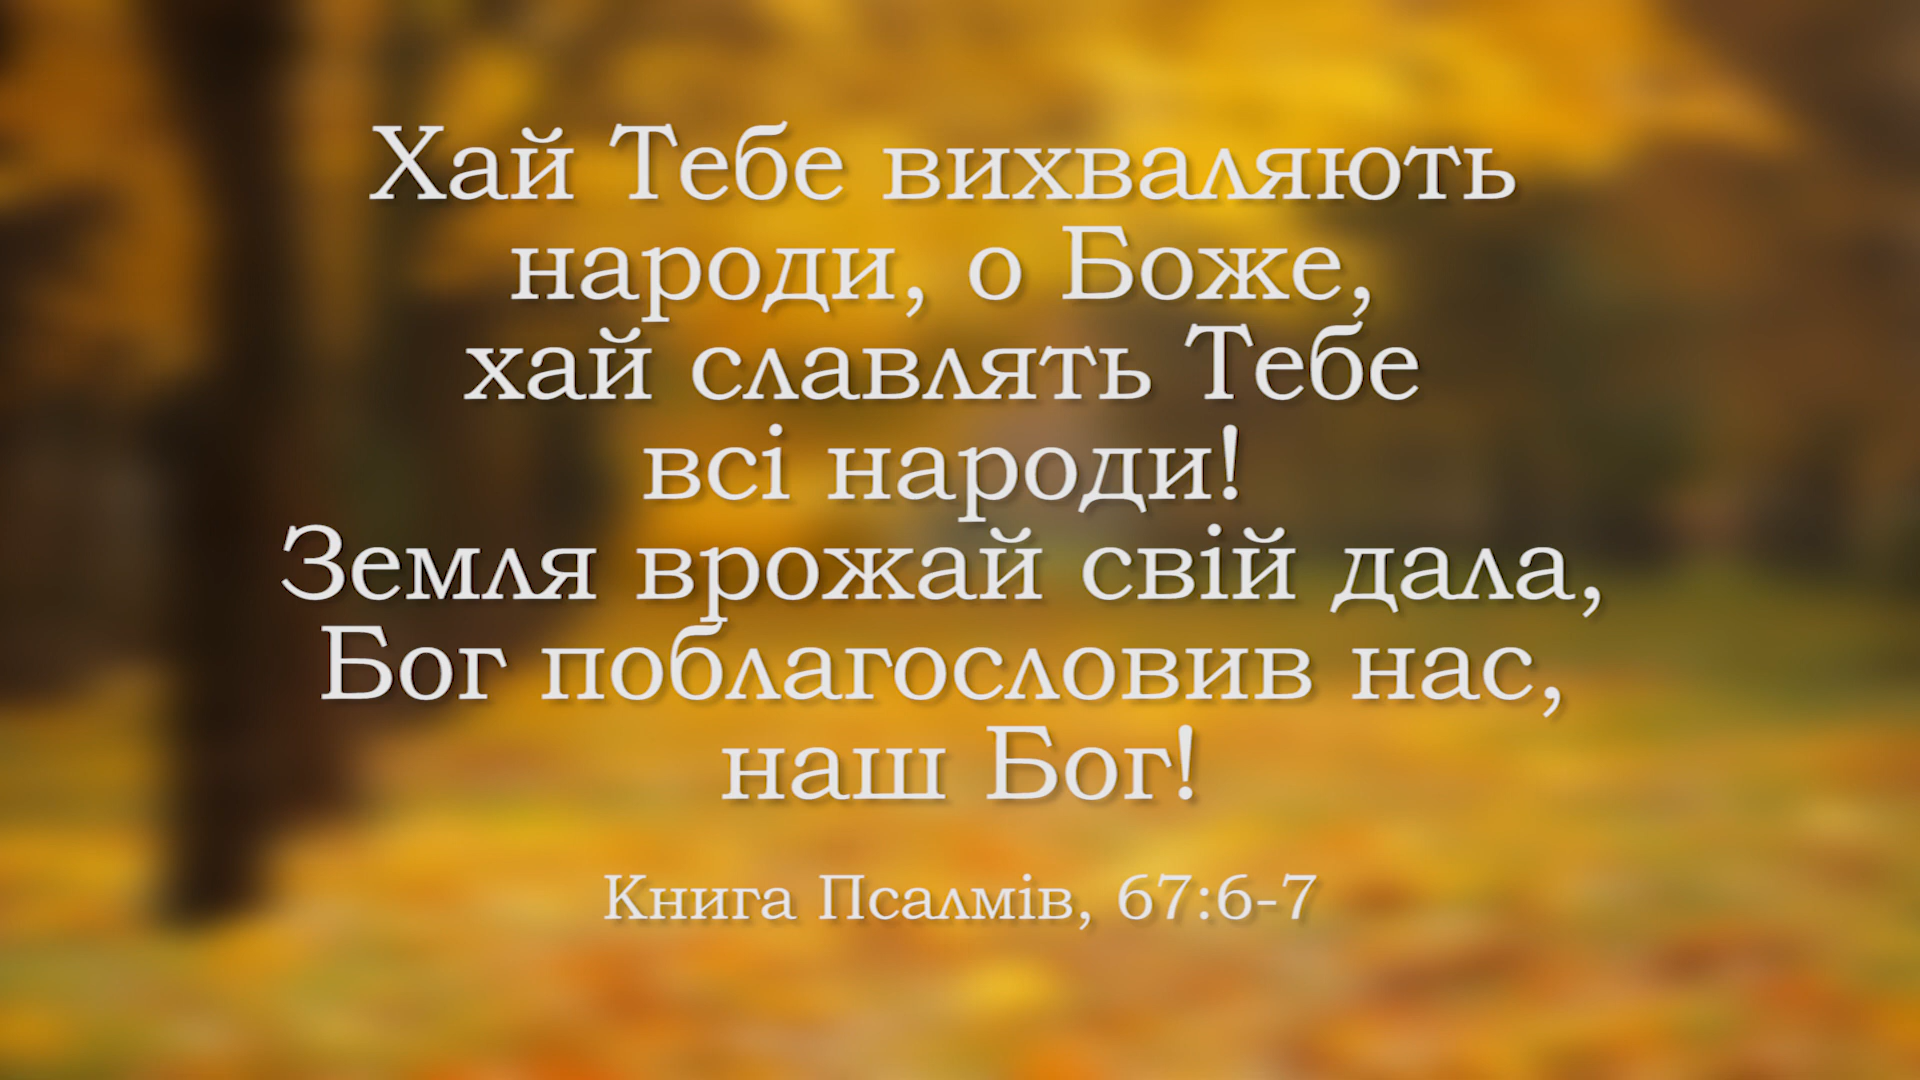 Хай Тебе вихваляють
народи, о Боже,
хай славлять Тебе
всі народи!
Земля врожай свій дала,
Бог поблагословив нас,
наш Бог!
Книга Псалмів, 67:6-7